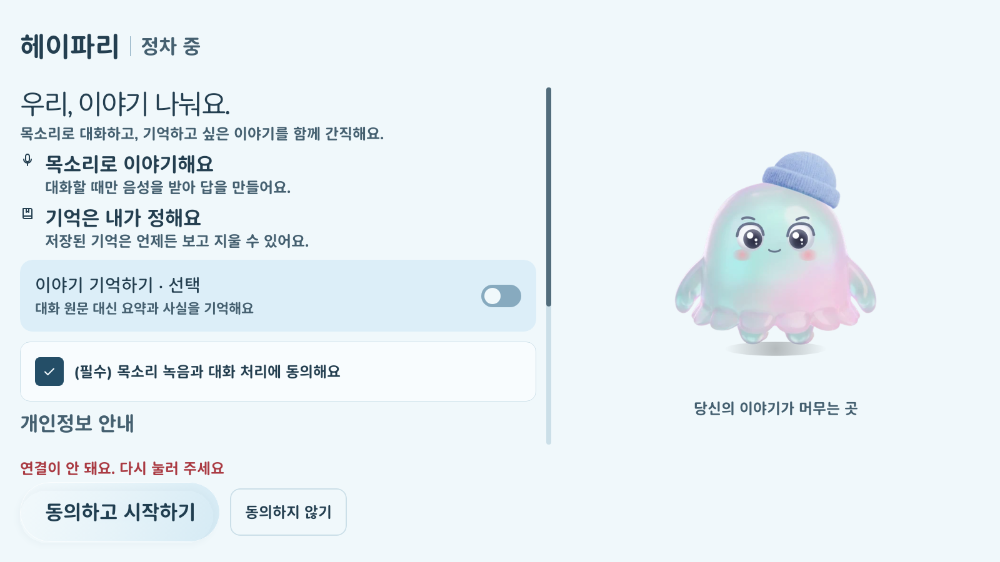 헤이파리
정차 중
우리, 이야기 나눠요.
목소리로 대화하고, 기억하고 싶은 이야기를 함께 간직해요.
목소리로 이야기해요
대화할 때만 음성을 받아 답을 만들어요.
기억은 내가 정해요
저장된 기억은 언제든 보고 지울 수 있어요.
이야기 기억하기 · 선택
대화 원문 대신 요약과 사실을 기억해요
(필수) 목소리 녹음과 대화 처리에 동의해요
개인정보 안내
연결이 안 돼요. 다시 눌러 주세요
동의하고 시작하기
동의하지 않기
당신의 이야기가 머무는 곳